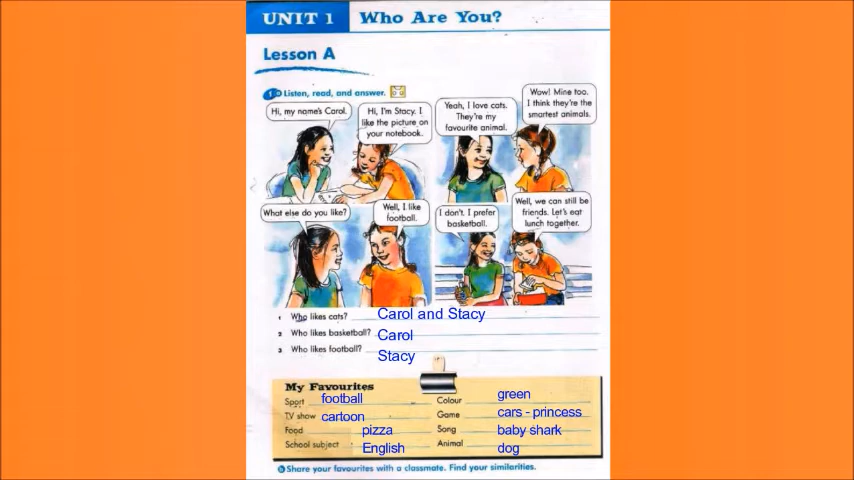 UNIT 1 Who Are You?
Lesson A
1 a Listen, read, and answer.
Hi, my name's Carol.
Hi, I'm Stacy. I
like the picture on
your notebook.
Yeah, I love cats.
They're my
favourite animal.
Wow! Mine too.
I think they're the
smartest animals.
What else do you like?
Well, I like
football.
I don't. I prefer
basketball.
Well, we can still be
friends. Let's eat
lunch together.
1 Who likes cats? Carol and Stacy
2 Who likes basketball? Carol
3 Who likes football? Stacy
My Favourites
Sport football
TV show cartoon
Food pizza
School subject English
Colour green
Game cars - princess
Song baby shark
Animal dog
b Share your favourites with a classmate. Find your similarities.